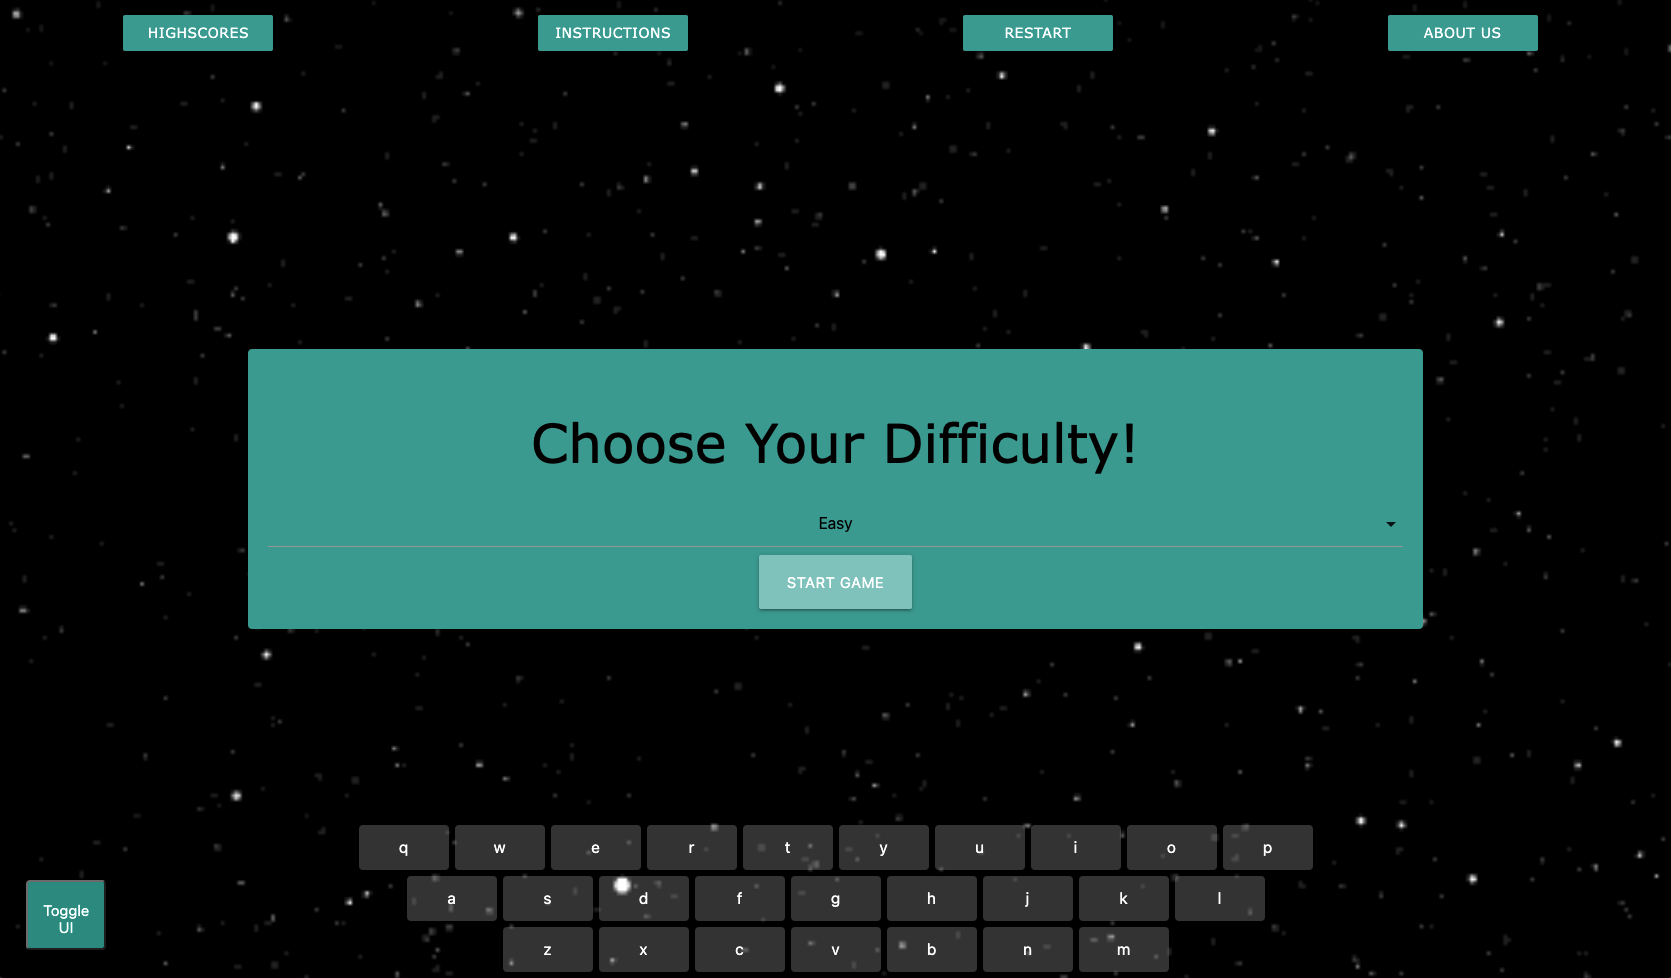 HIGHSCORES INSTRUCTIONS RESTART ABOUT US
Choose Your Difficulty!
Easy
START GAME
q w e r t y u i o p
a s d f g h j k l
z x c v b n m
Toggle
UI